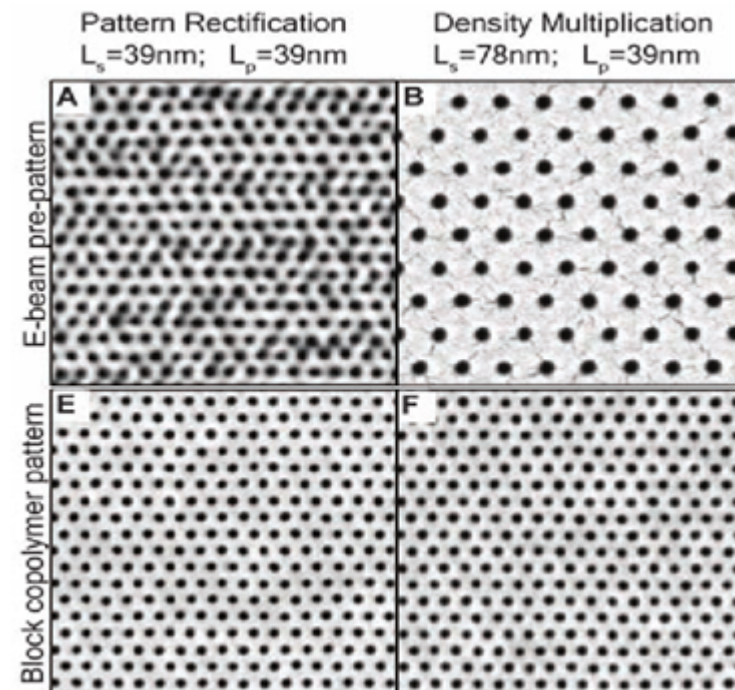 Pattern Rectification
Lₛ=39nm; Lₚ=39nm
Density Multiplication
Lₛ=78nm; Lₚ=39nm
E-beam pre-pattern
A
B
Block copolymer pattern
E
F